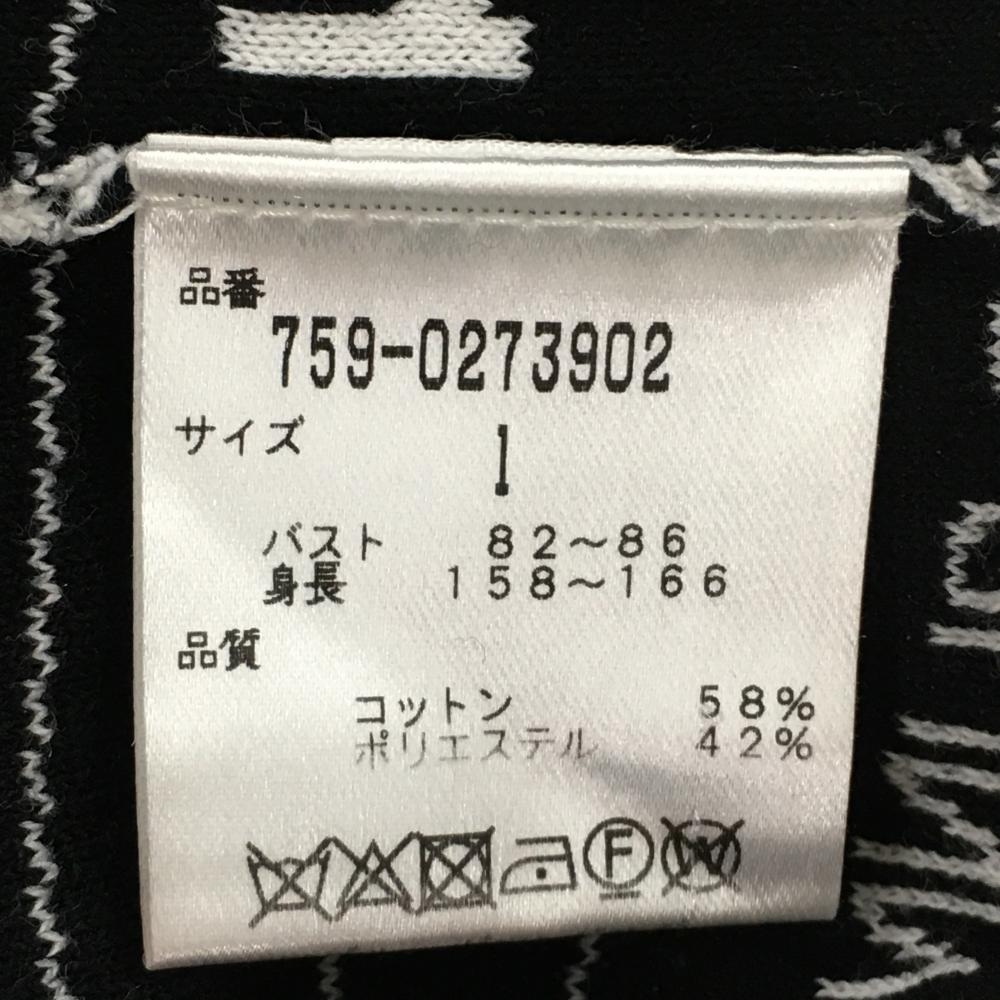 品番
759-0273902
サイズ 1
バスト 82~86
身長 158~166
品質
コットン 58%
ポリエステル 42%
F W